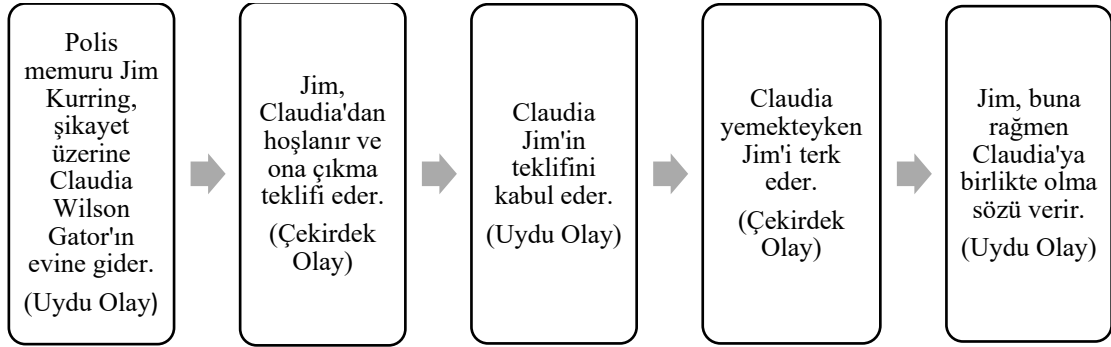 Polis
memuru Jim
Kurring,
şikayet
üzerine
Claudia
Wilson
Gator'ın
evine gider.
(Uydu Olay)
Jim,
Claudia'dan
hoşlanır ve
ona çıkma
teklifi eder.
(Çekirdek
Olay)
Claudia
Jim'in
teklifini
kabul eder.
(Uydu Olay)
Claudia
yemekteyken
Jim'i terk
eder.
(Çekirdek
Olay)
Jim, buna
rağmen
Claudia'ya
birlikte olma
sözü verir.
(Uydu Olay)